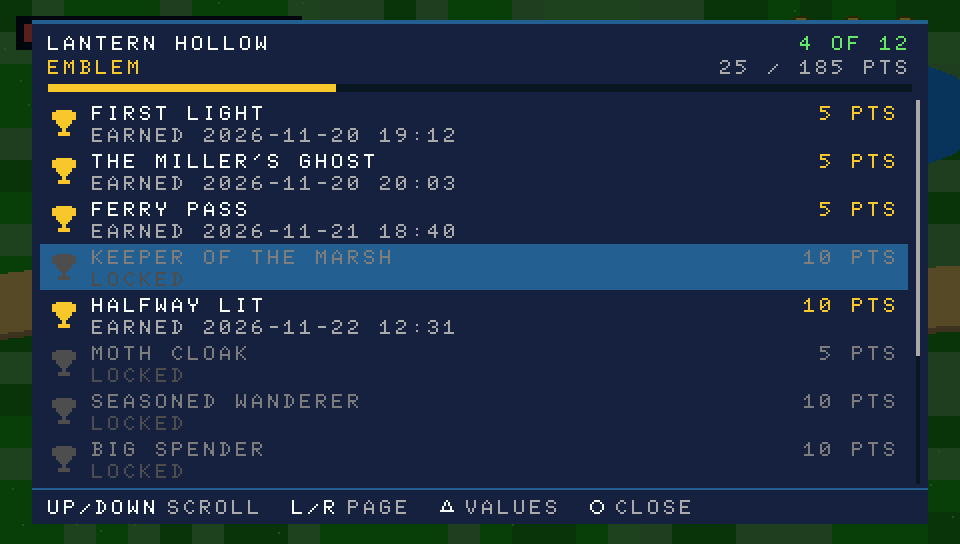 LANTERN HOLLOW
4 OF 12
EMBLEM
25 / 185 PTS
FIRST LIGHT
5 PTS
EARNED 2026-11-20 19:12
THE MILLER'S GHOST
5 PTS
EARNED 2026-11-20 20:03
FERRY PASS
5 PTS
EARNED 2026-11-21 18:40
KEEPER OF THE MARSH
10 PTS
LOCKED
HALFWAY LIT
10 PTS
EARNED 2026-11-22 12:31
MOTH CLOAK
5 PTS
LOCKED
SEASONED WANDERER
10 PTS
LOCKED
BIG SPENDER
10 PTS
LOCKED
UP/DOWN SCROLL L/R PAGE △ VALUES ○ CLOSE